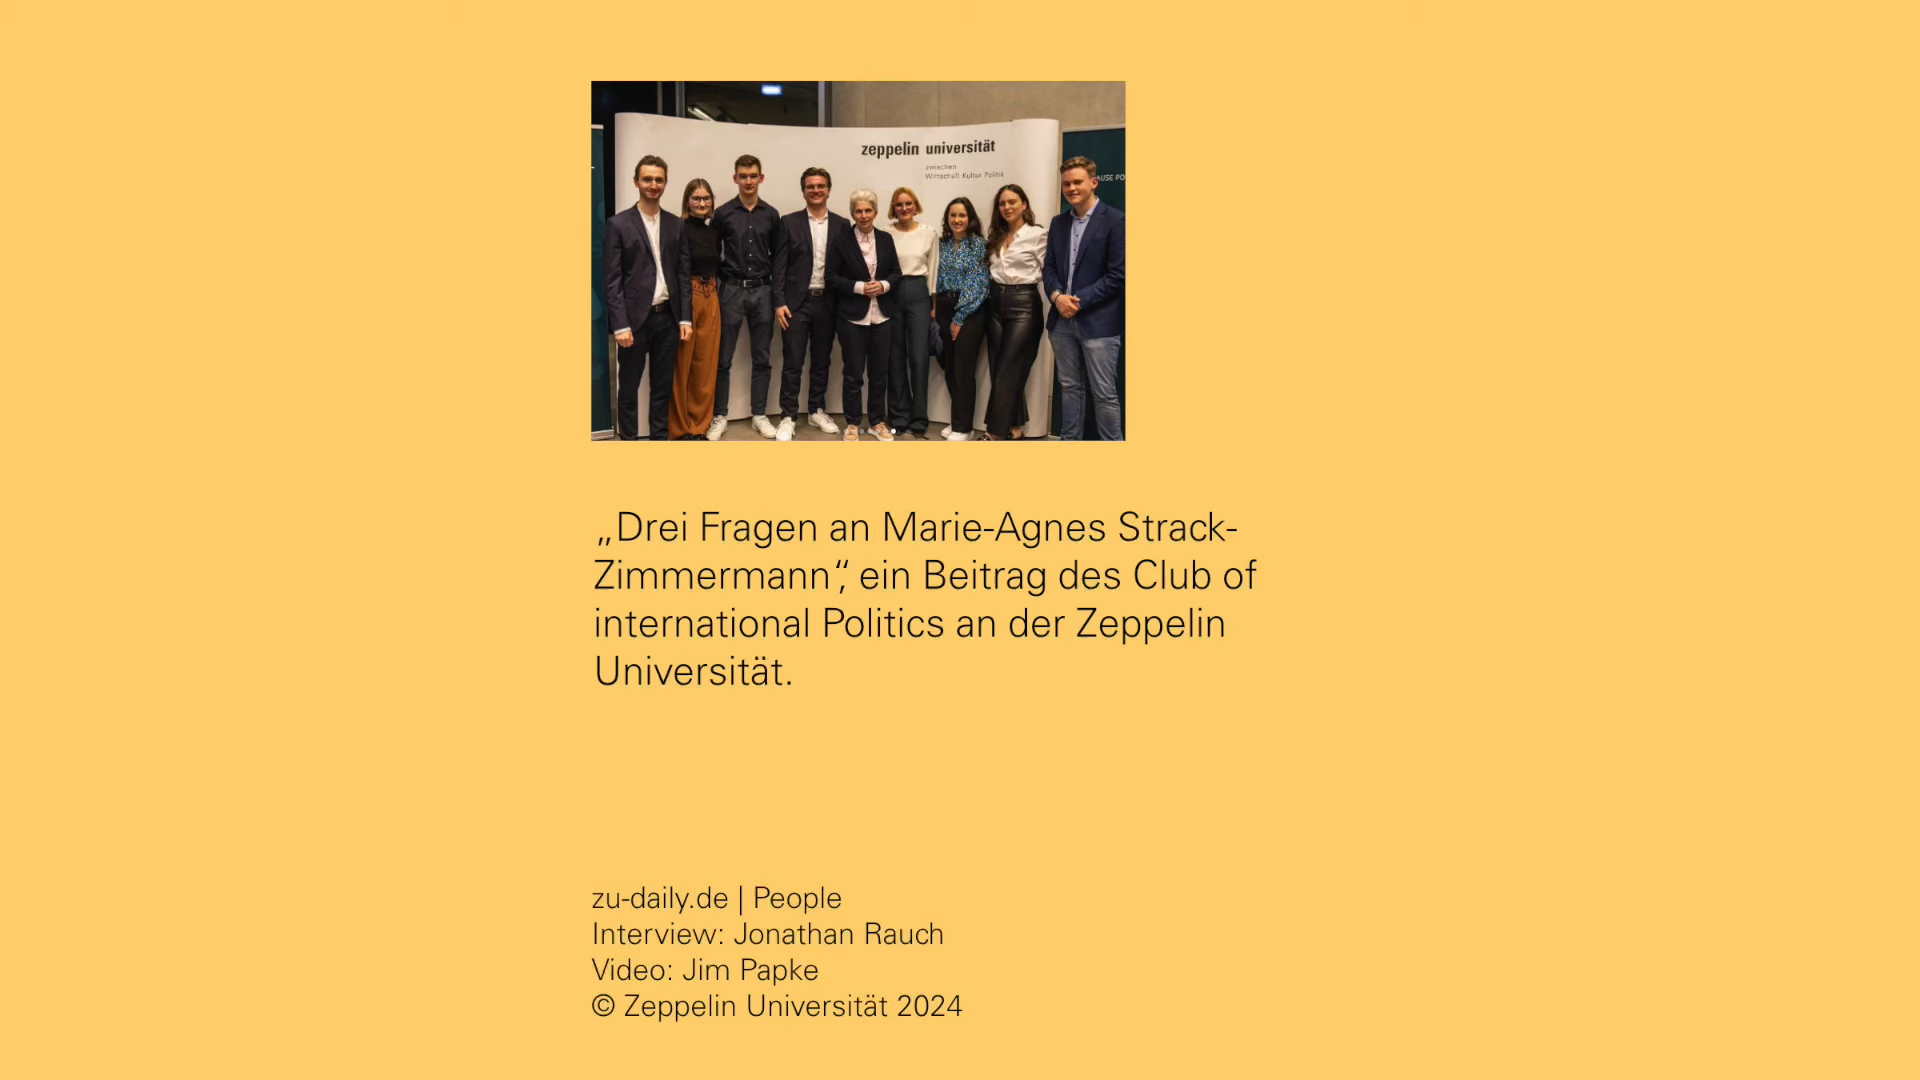 zeppelin universität
zwischen
Wirtschaft Kultur Politik
„Drei Fragen an Marie-Agnes Strack-
Zimmermann“, ein Beitrag des Club of
international Politics an der Zeppelin
Universität.
zu-daily.de | People
Interview: Jonathan Rauch
Video: Jim Papke
© Zeppelin Universität 2024